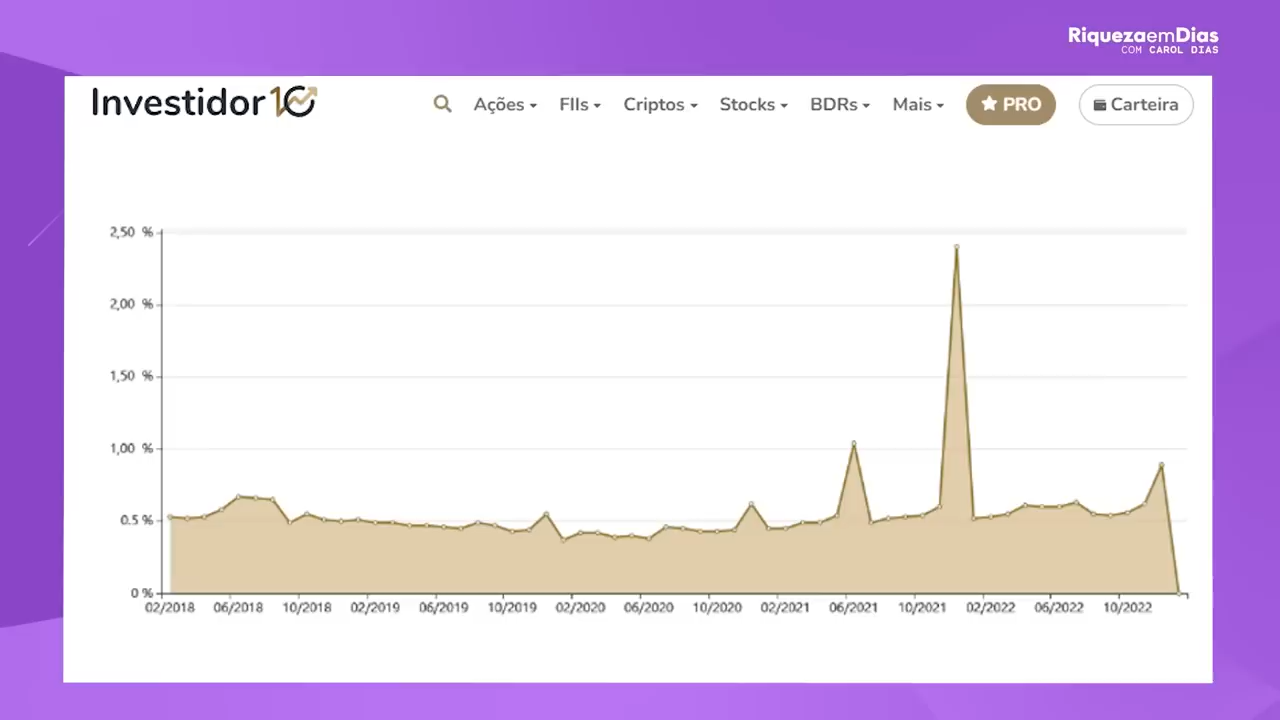 RiquezaemDias
COM CAROL DIAS
Investidor10
Ações
FIIs
Criptos
Stocks
BDRs
Mais
PRO
Carteira
2,50 %
2,00 %
1,50 %
1,00 %
0.5 %
0 %
02/2018 06/2018 10/2018 02/2019 06/2019 10/2019 02/2020 06/2020 10/2020 02/2021 06/2021 10/2021 02/2022 06/2022 10/2022